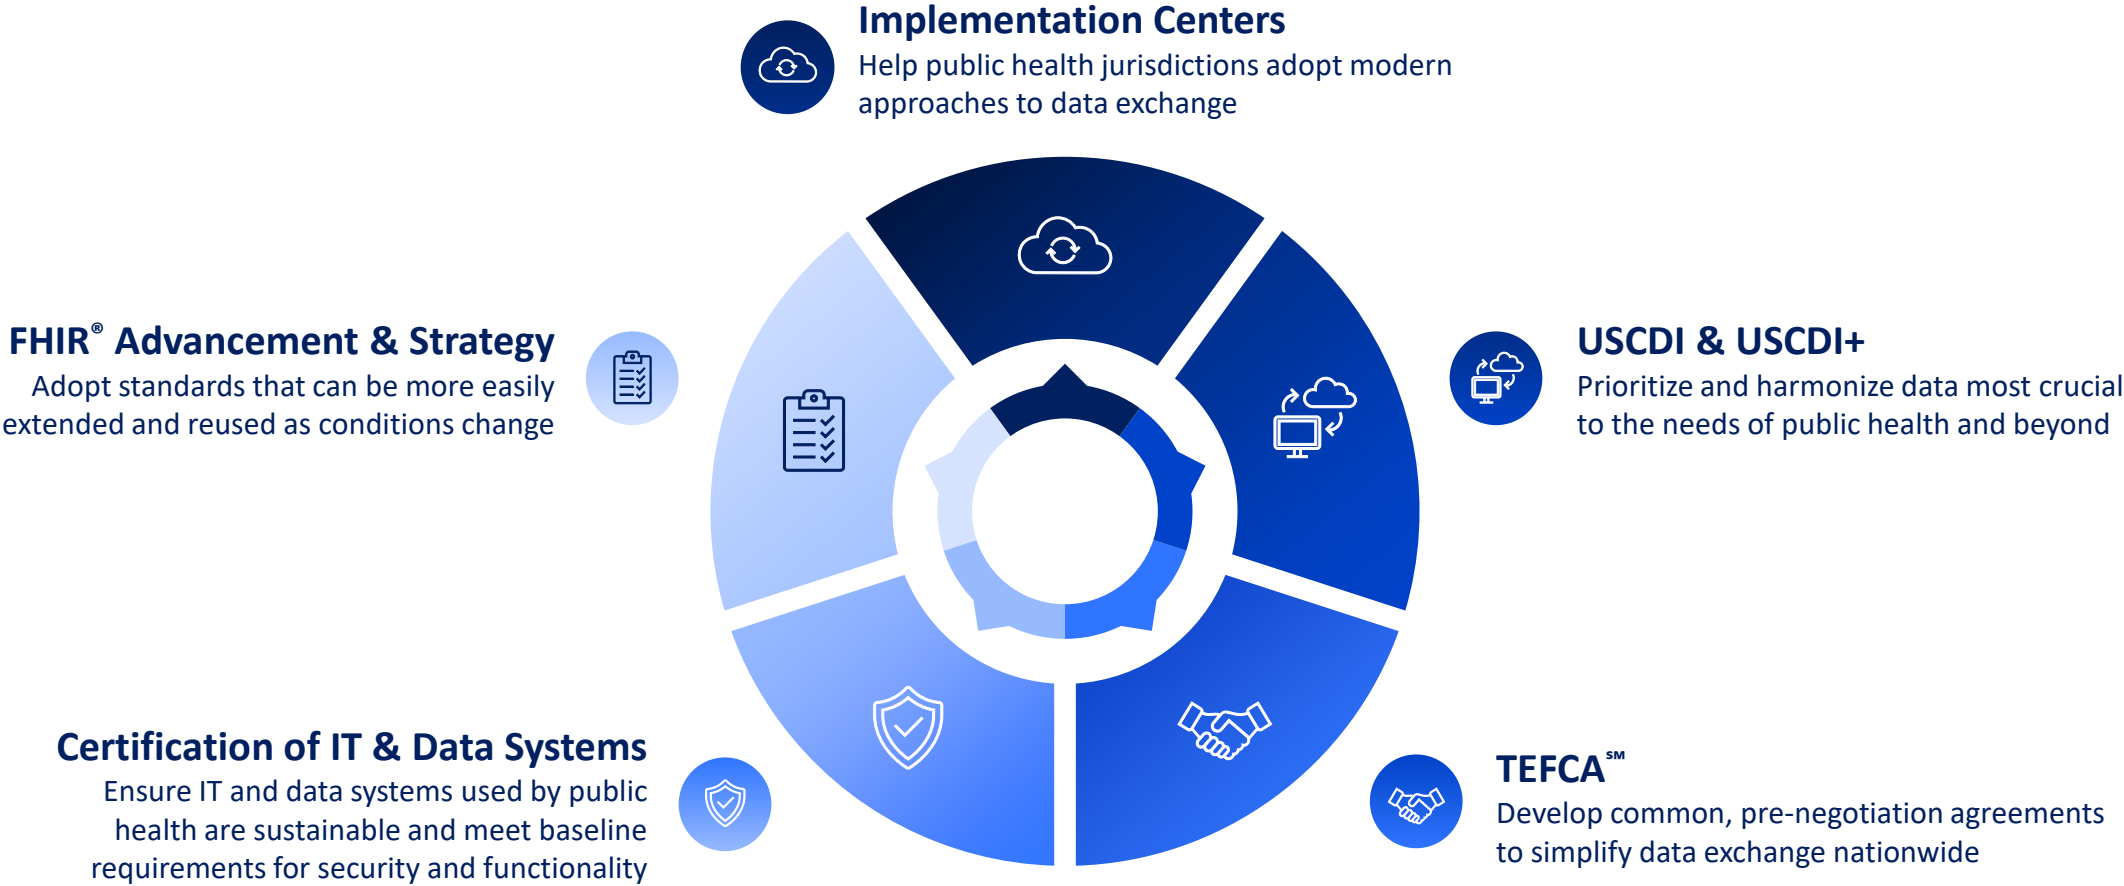 Implementation Centers
Help public health jurisdictions adopt modern
approaches to data exchange
FHIR® Advancement & Strategy
Adopt standards that can be more easily
extended and reused as conditions change
USCDI & USCDI+
Prioritize and harmonize data most crucial
to the needs of public health and beyond
Certification of IT & Data Systems
Ensure IT and data systems used by public
health are sustainable and meet baseline
requirements for security and functionality
TEFCA℠
Develop common, pre-negotiation agreements
to simplify data exchange nationwide